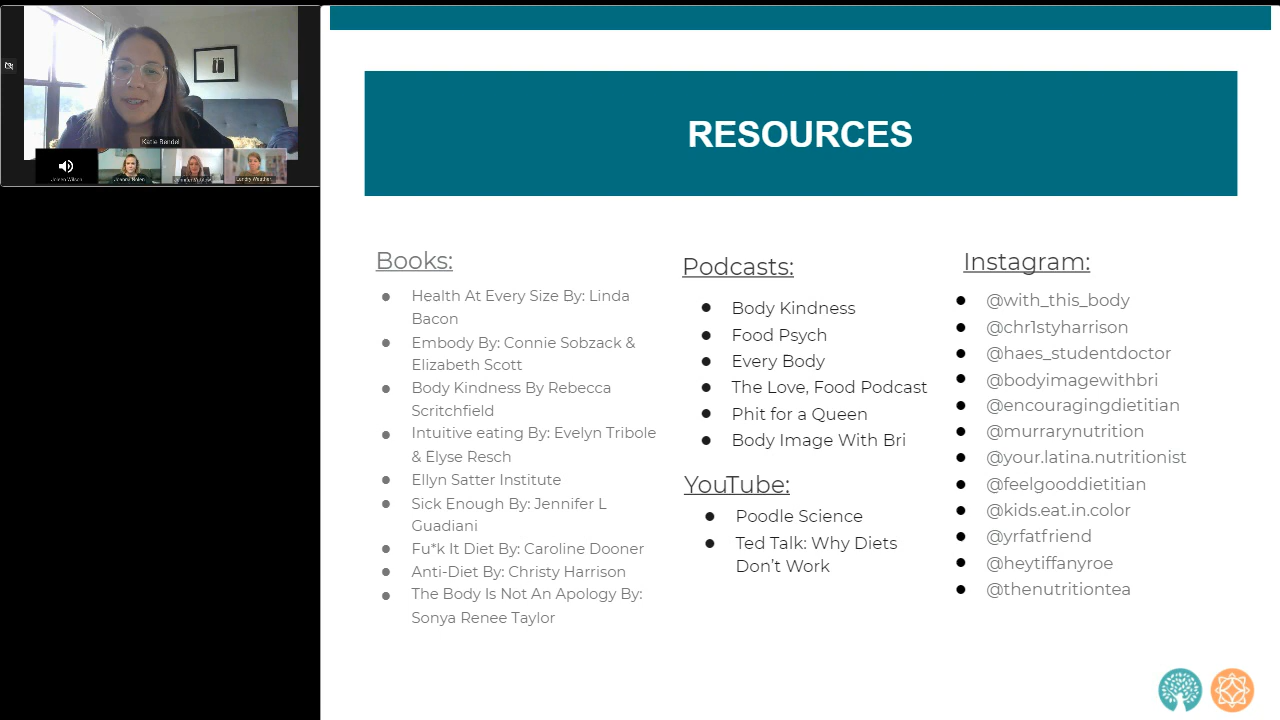 Katie Bendel
Joanna Nolen
RESOURCES
Books:
Health At Every Size By: Linda
Bacon
Embody By: Connie Sobzack &
Elizabeth Scott
Body Kindness By Rebecca
Scritchfield
Intuitive eating By: Evelyn Tribole
& Elyse Resch
Ellyn Satter Institute
Sick Enough By: Jennifer L
Guadiani
Fu*k It Diet By: Caroline Dooner
Anti-Diet By: Christy Harrison
The Body Is Not An Apology By:
Sonya Renee Taylor
Podcasts:
Body Kindness
Food Psych
Every Body
The Love, Food Podcast
Phit for a Queen
Body Image With Bri
YouTube:
Poodle Science
Ted Talk: Why Diets
Don't Work
Instagram:
@with_this_body
@chr1styharrison
@haes_studentdoctor
@bodyimagewithbri
@encouragingdietitian
@murrarynutrition
@your.latina.nutritionist
@feelgooddietitian
@kids.eat.in.color
@yrfatfriend
@heytiffanyroe
@thenutritiontea